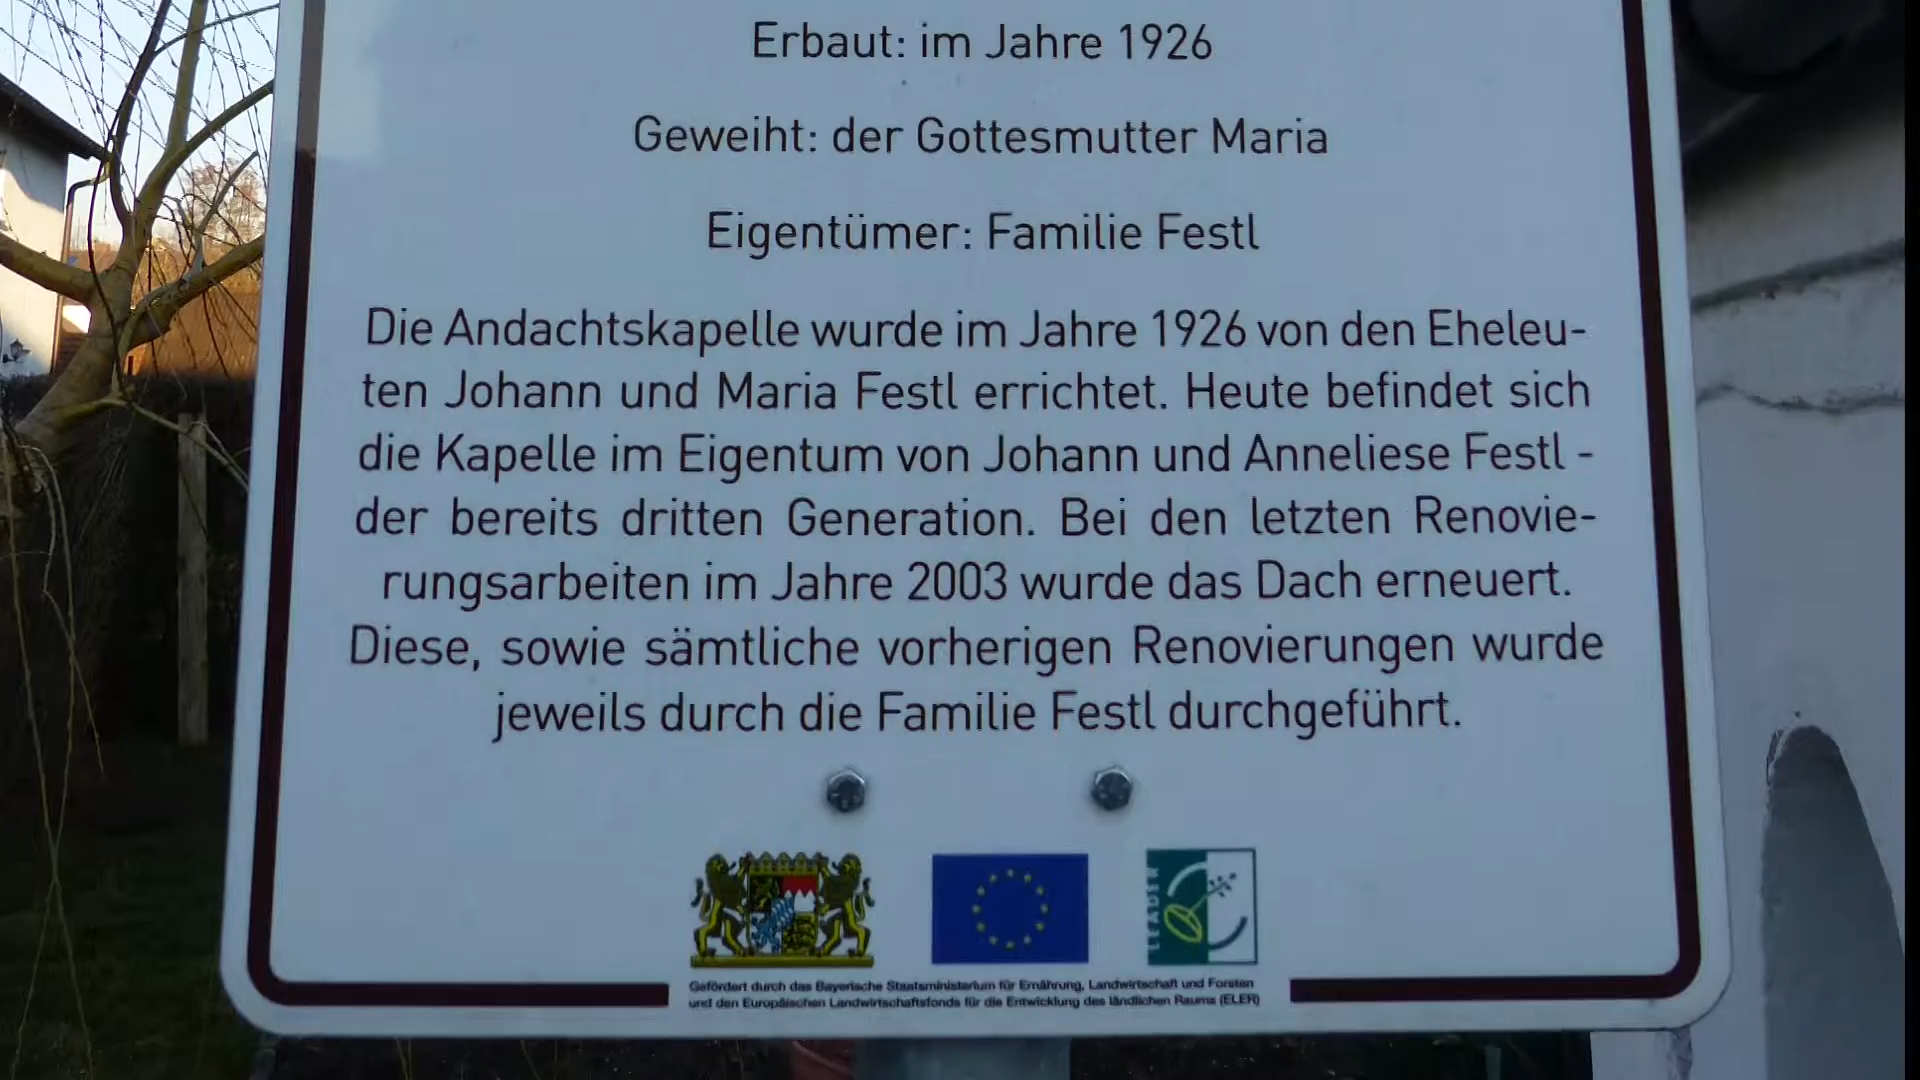 Erbaut: im Jahre 1926
Geweiht: der Gottesmutter Maria
Eigentümer: Familie Festl
Die Andachtskapelle wurde im Jahre 1926 von den Eheleu-
ten Johann und Maria Festl errichtet. Heute befindet sich
die Kapelle im Eigentum von Johann und Anneliese Festl -
der bereits dritten Generation. Bei den letzten Renovie-
rungsarbeiten im Jahre 2003 wurde das Dach erneuert.
Diese, sowie sämtliche vorherigen Renovierungen wurde
jeweils durch die Familie Festl durchgeführt.
LEADER
Gefördert durch das Bayerische Staatsministerium für Ernährung, Landwirtschaft und Forsten
und den Europäischen Landwirtschaftsfonds für die Entwicklung des ländlichen Raums (ELER)